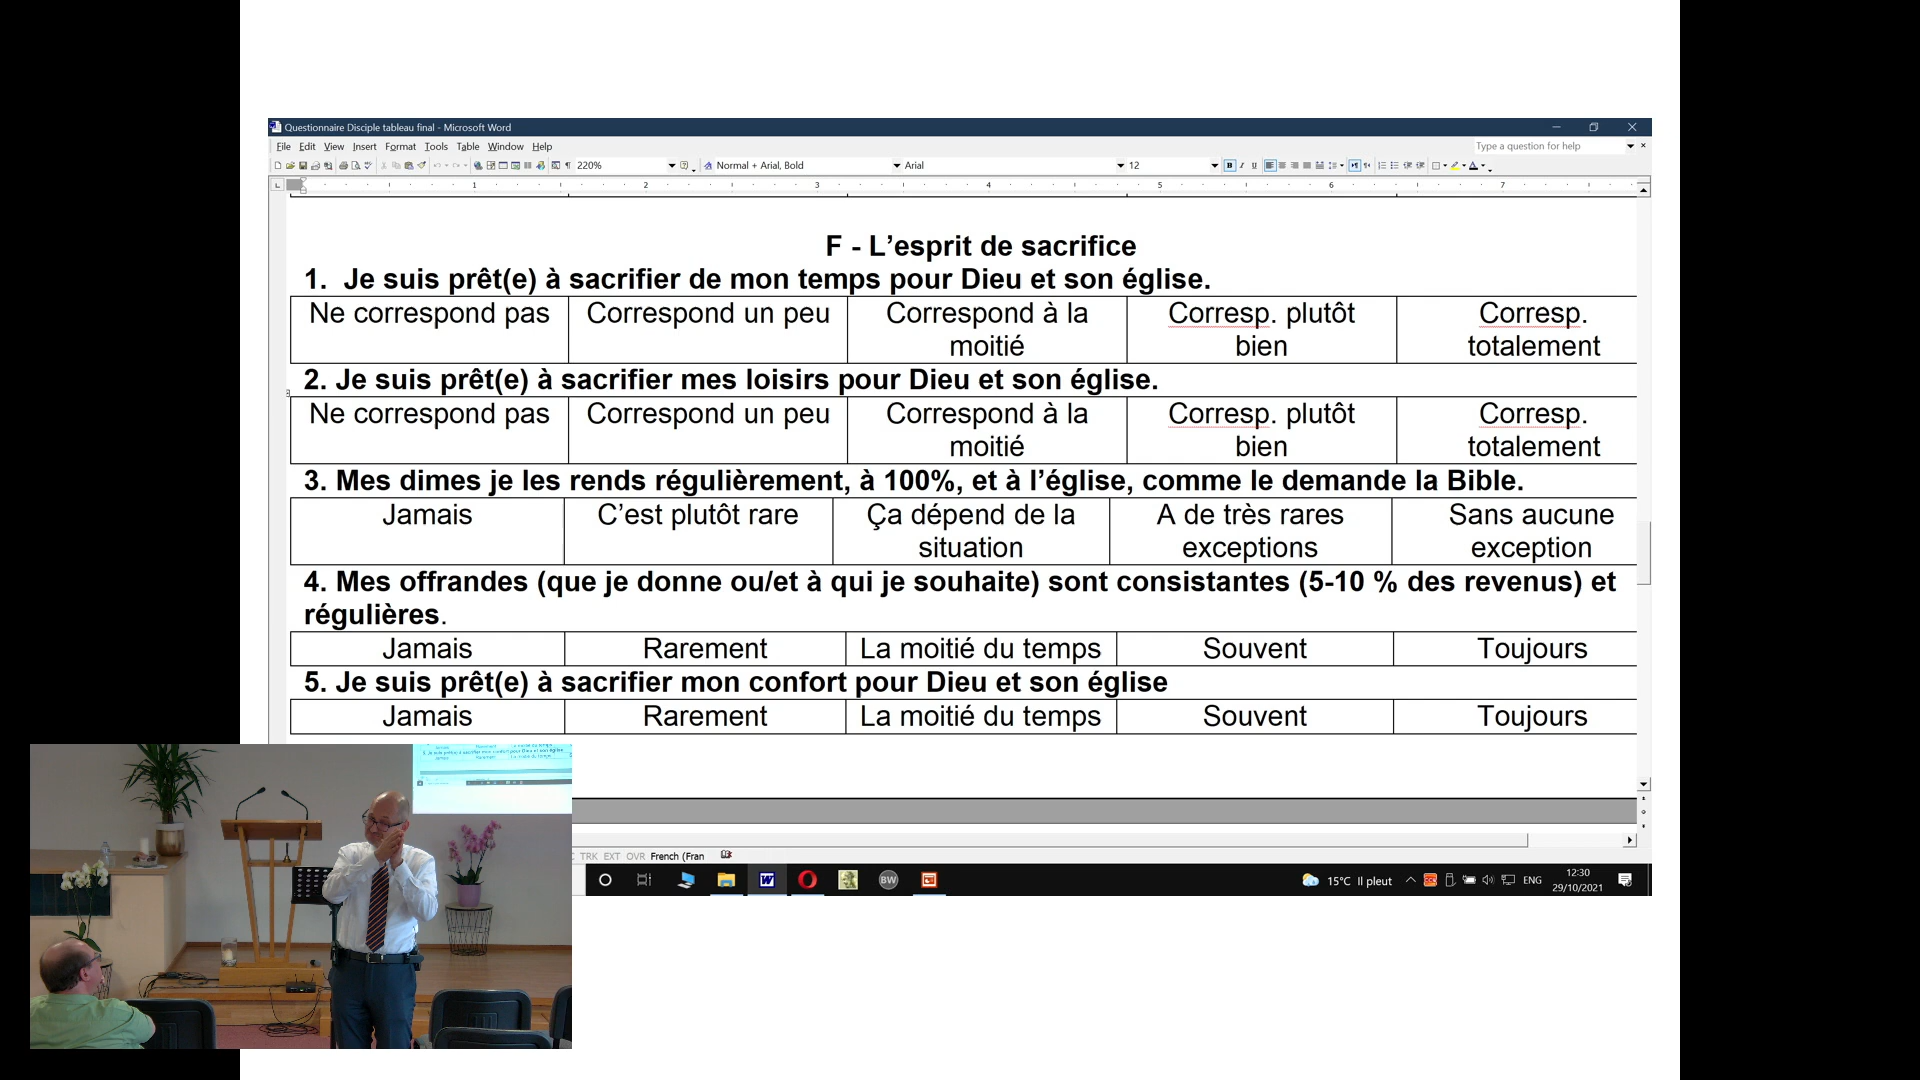 Questionnaire Disciple tableau final - Microsoft Word
File Edit View Insert Format Tools Table Window Help
Type a question for help
220%
Normal + Arial, Bold
Arial
12
1 2 3 4 5 6 7
F - L’esprit de sacrifice
1. Je suis prêt(e) à sacrifier de mon temps pour Dieu et son église.
Ne correspond pas Correspond un peu Correspond à la moitié Corresp. plutôt bien Corresp. totalement
2. Je suis prêt(e) à sacrifier mes loisirs pour Dieu et son église.
Ne correspond pas Correspond un peu Correspond à la moitié Corresp. plutôt bien Corresp. totalement
3. Mes dimes je les rends régulièrement, à 100%, et à l’église, comme le demande la Bible.
Jamais C’est plutôt rare Ça dépend de la situation A de très rares exceptions Sans aucune exception
4. Mes offrandes (que je donne ou/et à qui je souhaite) sont consistantes (5-10 % des revenus) et
régulières.
Jamais Rarement La moitié du temps Souvent Toujours
5. Je suis prêt(e) à sacrifier mon confort pour Dieu et son église
Jamais Rarement La moitié du temps Souvent Toujours
TRK EXT OVR French (Fran
BW
15°C Il pleut
ENG
12:30
29/10/2021